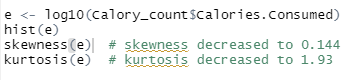 e <- log10(Calory_count$Calories.Consumed)
hist(e)
skewness(e)  # skewness decreased to 0.144
kurtosis(e)  # kurtosis decreased to 1.93